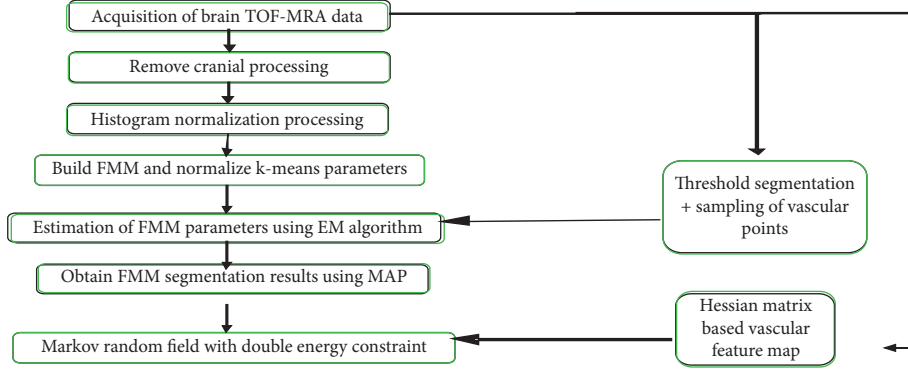 Acquisition of brain TOF-MRA data
Remove cranial processing
Histogram normalization processing
Build FMM and normalize k-means parameters
Estimation of FMM parameters using EM algorithm
Obtain FMM segmentation results using MAP
Markov random field with double energy constraint
Threshold segmentation
+ sampling of vascular
points
Hessian matrix
based vascular
feature map